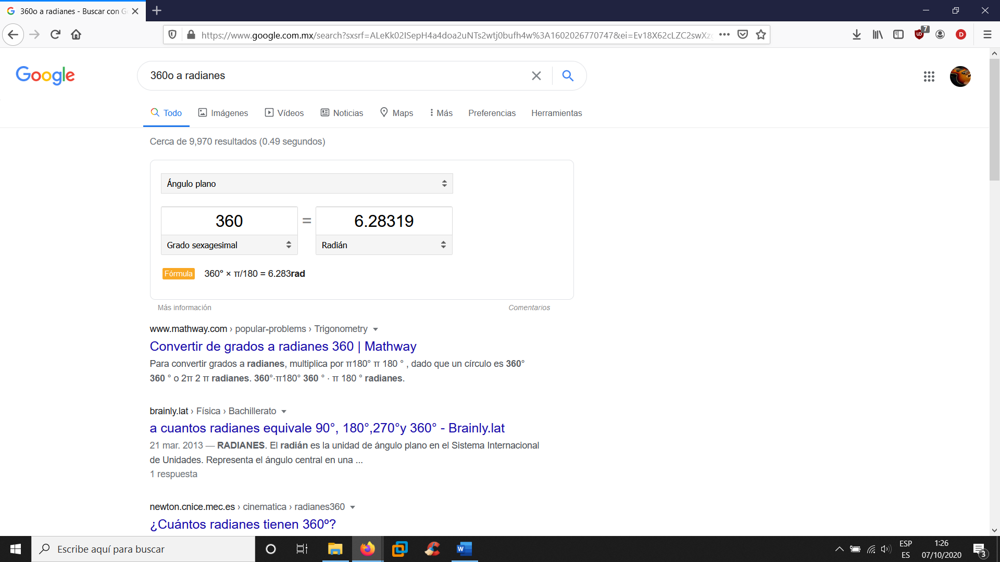 360o a radianes - Buscar con G
https://www.google.com.mx/search?sxsrf=ALeKk02ISepH4a4doa2uNTs2wtj0bufh4w%3A1602026770747&ei=Ev18X62cLZC2swXz
7
D
Google
360o a radianes
Todo Imágenes Vídeos Noticias Maps Más Preferencias Herramientas
Cerca de 9,970 resultados (0.49 segundos)
Ángulo plano
360 = 6.28319
Grado sexagesimal Radián
Fórmula 360° × π/180 = 6.283rad
Más información Comentarios
www.mathway.com › popular-problems › Trigonometry
Convertir de grados a radianes 360 | Mathway
Para convertir grados a radianes, multiplica por π180° π 180 ° , dado que un círculo es 360°
360 ° o 2π 2 π radianes. 360°·π180° 360 ° · π 180 ° radianes.
brainly.lat › Física › Bachillerato
a cuantos radianes equivale 90°, 180°,270°y 360° - Brainly.lat
21 mar. 2013 — RADIANES. El radián es la unidad de ángulo plano en el Sistema Internacional
de Unidades. Representa el ángulo central en una ...
1 respuesta
newton.cnice.mec.es › cinematica › radianes360
¿Cuántos radianes tienen 360º?
Escribe aquí para buscar
W
ESP
ES
1:26
07/10/2020
3